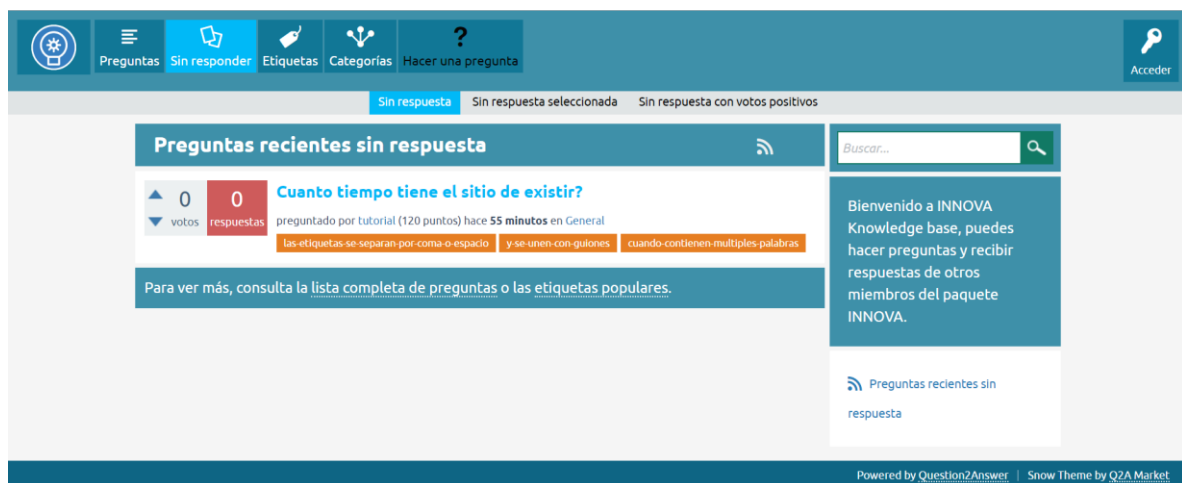 Preguntas
Sin responder
Etiquetas
Categorías
Hacer una pregunta
Acceder
Sin respuesta
Sin respuesta seleccionada
Sin respuesta con votos positivos
Preguntas recientes sin respuesta
Buscar...
0
votos
0
respuestas
Cuanto tiempo tiene el sitio de existir?
preguntado por tutorial (120 puntos) hace 55 minutos en General
las-etiquetas-se-separan-por-coma-o-espacio
y-se-unen-con-guiones
cuando-contienen-multiples-palabras
Para ver más, consulta la lista completa de preguntas o las etiquetas populares.
Bienvenido a INNOVA
Knowledge base, puedes
hacer preguntas y recibir
respuestas de otros
miembros del paquete
INNOVA.
Preguntas recientes sin
respuesta
Powered by Question2Answer | Snow Theme by Q2A Market